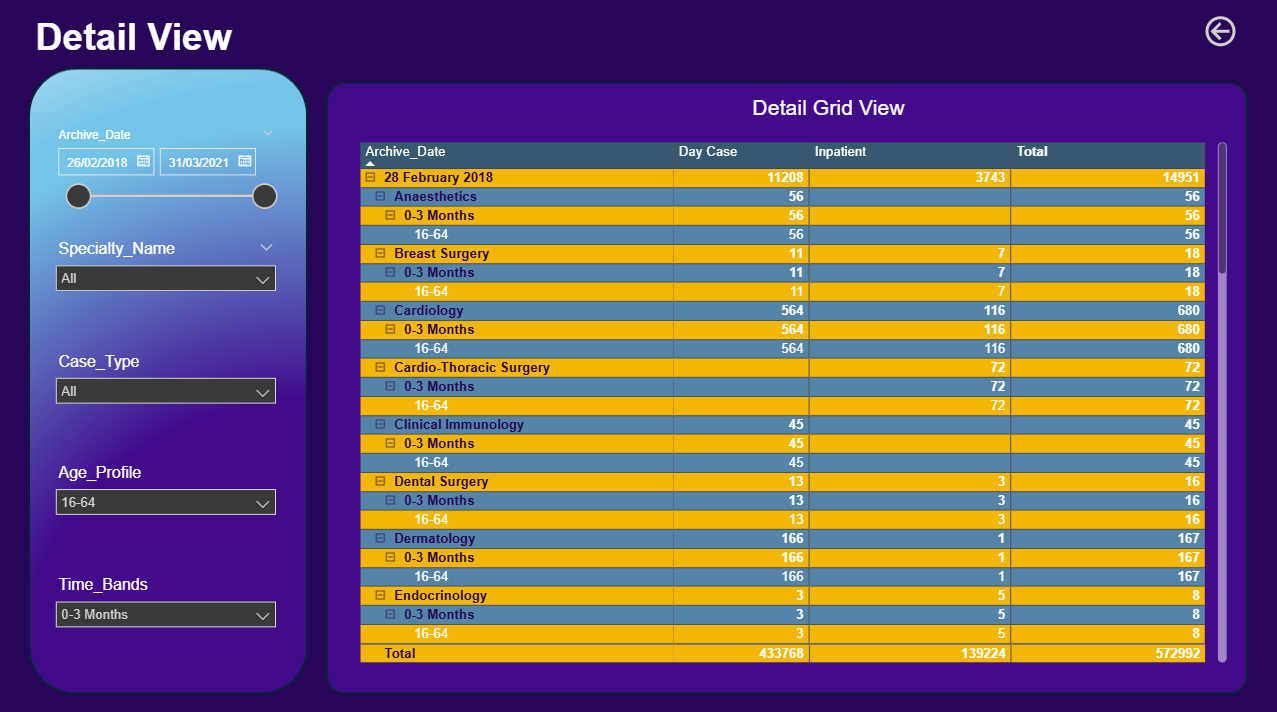 Detail View
Archive_Date
26/02/2018 31/03/2021
Specialty_Name
All
Case_Type
All
Age_Profile
16-64
Time_Bands
0-3 Months
Detail Grid View
Archive_Date Day Case Inpatient Total
28 February 2018 11208 3743 14951
Anaesthetics 56 56
0-3 Months 56 56
16-64 56 56
Breast Surgery 11 7 18
0-3 Months 11 7 18
16-64 11 7 18
Cardiology 564 116 680
0-3 Months 564 116 680
16-64 564 116 680
Cardio-Thoracic Surgery 72 72
0-3 Months 72 72
16-64 72 72
Clinical Immunology 45 45
0-3 Months 45 45
16-64 45 45
Dental Surgery 13 3 16
0-3 Months 13 3 16
16-64 13 3 16
Dermatology 166 1 167
0-3 Months 166 1 167
16-64 166 1 167
Endocrinology 3 5 8
0-3 Months 3 5 8
16-64 3 5 8
Total 433768 139224 572992